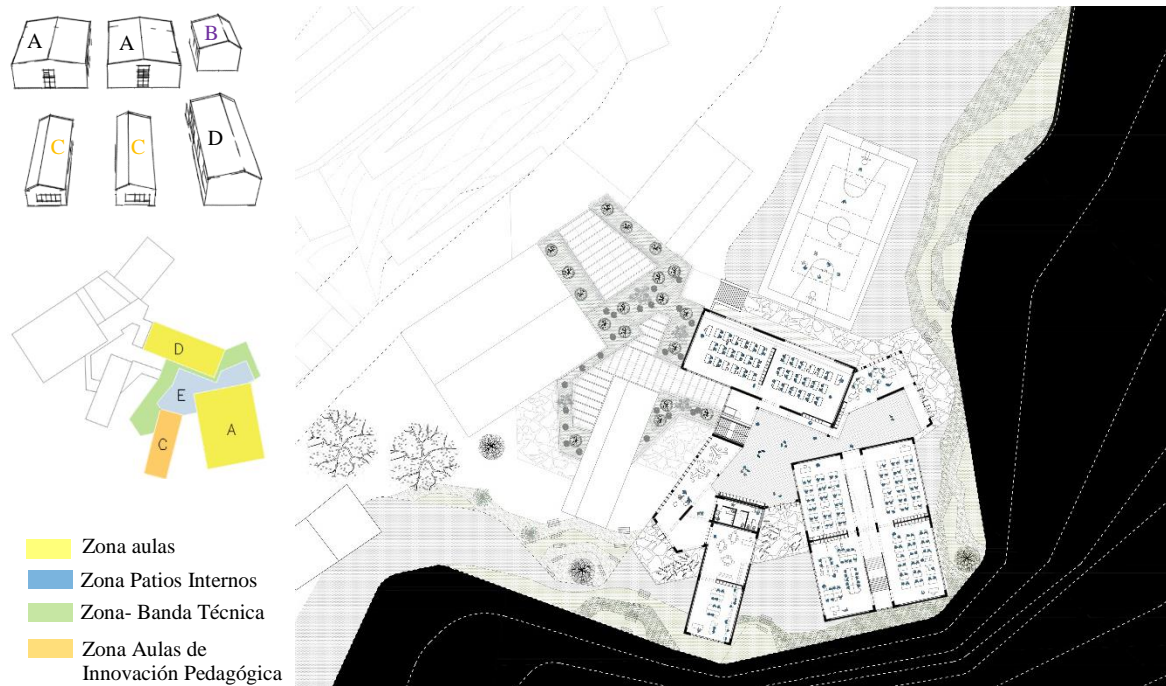 A
A
B
C
C
D
D
E
C
A
Zona aulas
Zona Patios Internos
Zona- Banda Técnica
Zona Aulas de
Innovación Pedagógica